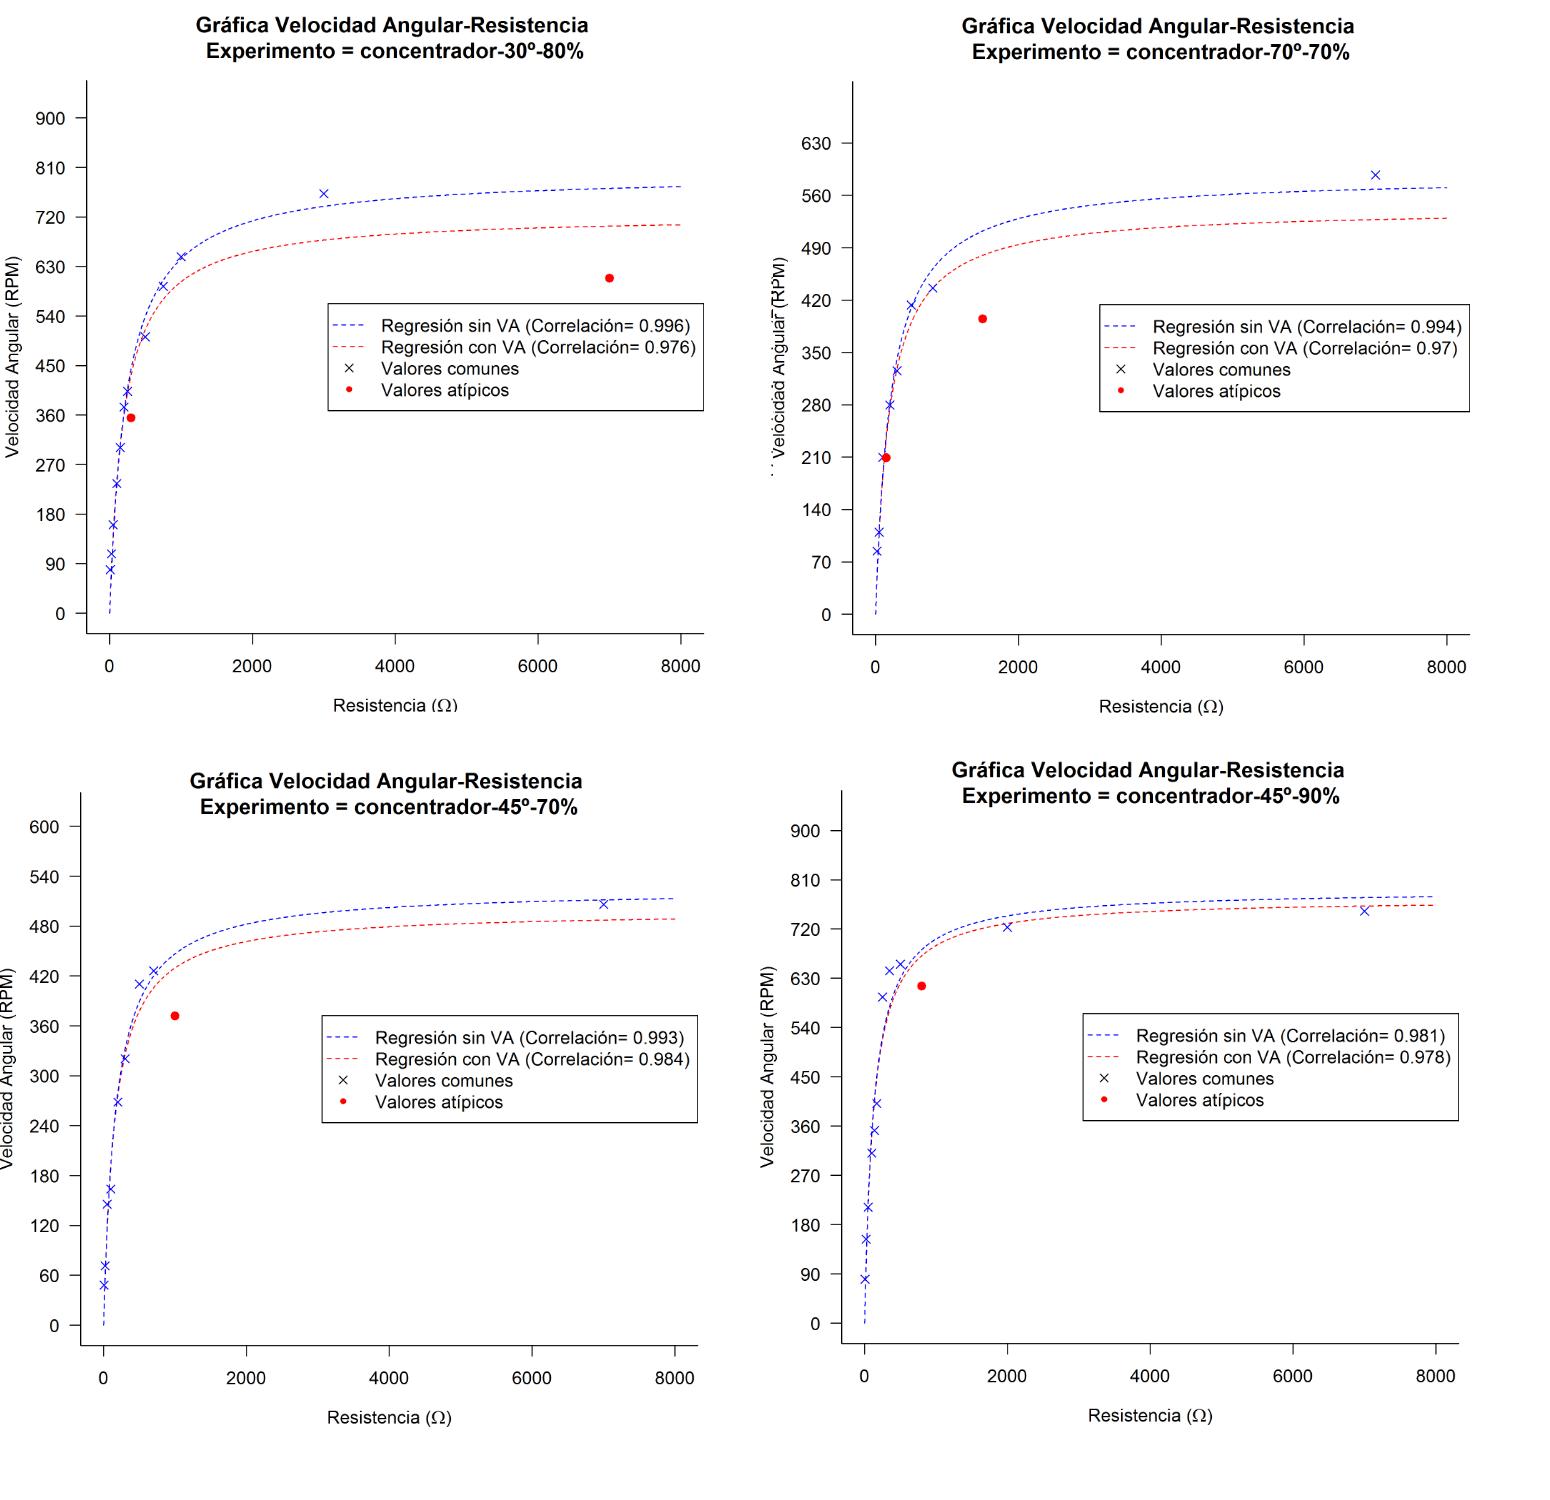 Gráfica Velocidad Angular-Resistencia
Experimento = concentrador-30º-80%
900
810
720
630
540
450
360
270
180
90
0
Velocidad Angular (RPM)
Regresión sin VA (Correlación= 0.996)
Regresión con VA (Correlación= 0.976)
Valores comunes
Valores atípicos
0 2000 4000 6000 8000
Resistencia (Ω)
Gráfica Velocidad Angular-Resistencia
Experimento = concentrador-70º-70%
630
560
490
420
350
280
210
140
70
0
Velocidad Angular (RPM)
Regresión sin VA (Correlación= 0.994)
Regresión con VA (Correlación= 0.97)
Valores comunes
Valores atípicos
0 2000 4000 6000 8000
Resistencia (Ω)
Gráfica Velocidad Angular-Resistencia
Experimento = concentrador-45º-70%
600
540
480
420
360
300
240
180
120
60
0
Velocidad Angular (RPM)
Regresión sin VA (Correlación= 0.993)
Regresión con VA (Correlación= 0.984)
Valores comunes
Valores atípicos
0 2000 4000 6000 8000
Resistencia (Ω)
Gráfica Velocidad Angular-Resistencia
Experimento = concentrador-45º-90%
900
810
720
630
540
450
360
270
180
90
0
Velocidad Angular (RPM)
Regresión sin VA (Correlación= 0.981)
Regresión con VA (Correlación= 0.978)
Valores comunes
Valores atípicos
0 2000 4000 6000 8000
Resistencia (Ω)